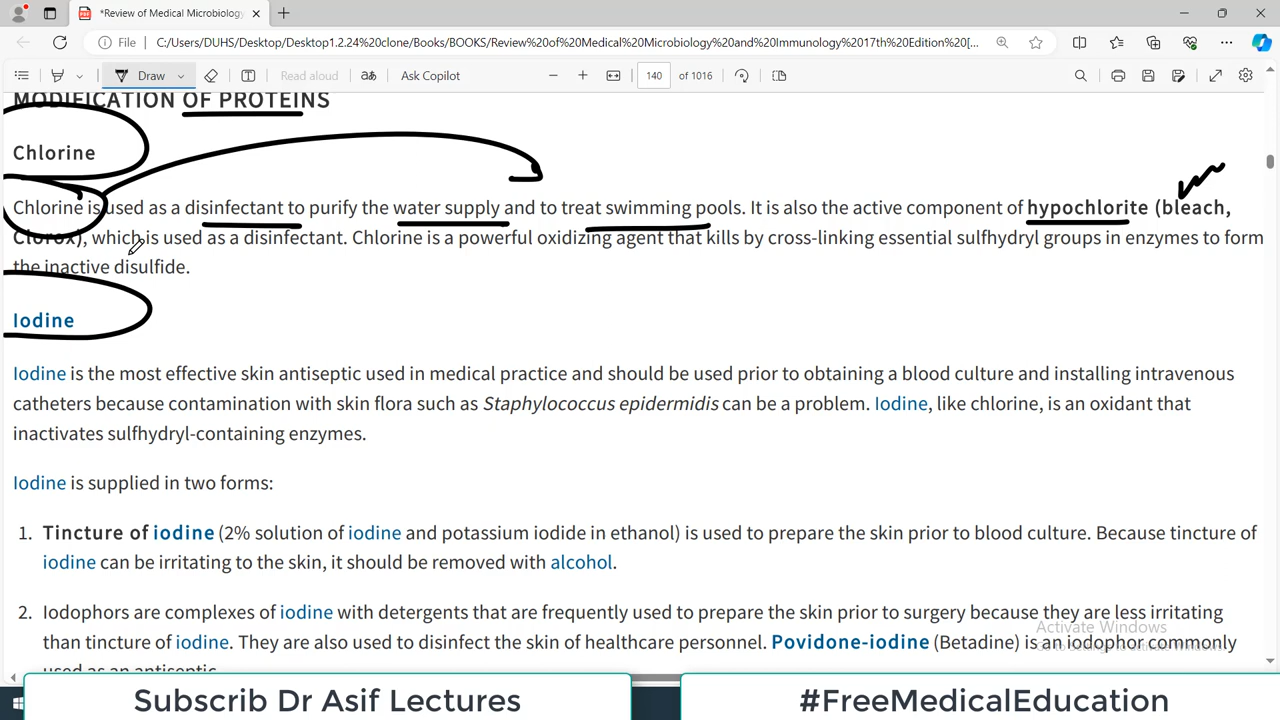 *Review of Medical Microbiology
File
C:/Users/DUHS/Desktop/Desktop1.2.24%20clone/Books/BOOKS/Review%20of%20Medical%20Microbiology%20and%20Immunology%2017th%20Edition%20[...
Draw
Read aloud
Ask Copilot
140 of 1016
MODIFICATION OF PROTEINS
Chlorine
Chlorine is used as a disinfectant to purify the water supply and to treat swimming pools. It is also the active component of hypochlorite (bleach,
Clorox), which is used as a disinfectant. Chlorine is a powerful oxidizing agent that kills by cross-linking essential sulfhydryl groups in enzymes to form
the inactive disulfide.
Iodine
Iodine is the most effective skin antiseptic used in medical practice and should be used prior to obtaining a blood culture and installing intravenous
catheters because contamination with skin flora such as Staphylococcus epidermidis can be a problem. Iodine, like chlorine, is an oxidant that
inactivates sulfhydryl-containing enzymes.
Iodine is supplied in two forms:
1. Tincture of iodine (2% solution of iodine and potassium iodide in ethanol) is used to prepare the skin prior to blood culture. Because tincture of
iodine can be irritating to the skin, it should be removed with alcohol.
2. Iodophors are complexes of iodine with detergents that are frequently used to prepare the skin prior to surgery because they are less irritating
than tincture of iodine. They are also used to disinfect the skin of healthcare personnel. Povidone-iodine (Betadine) is an iodophor commonly
used as an antiseptic.
Activate Windows
Subscrib Dr Asif Lectures
#FreeMedicalEducation